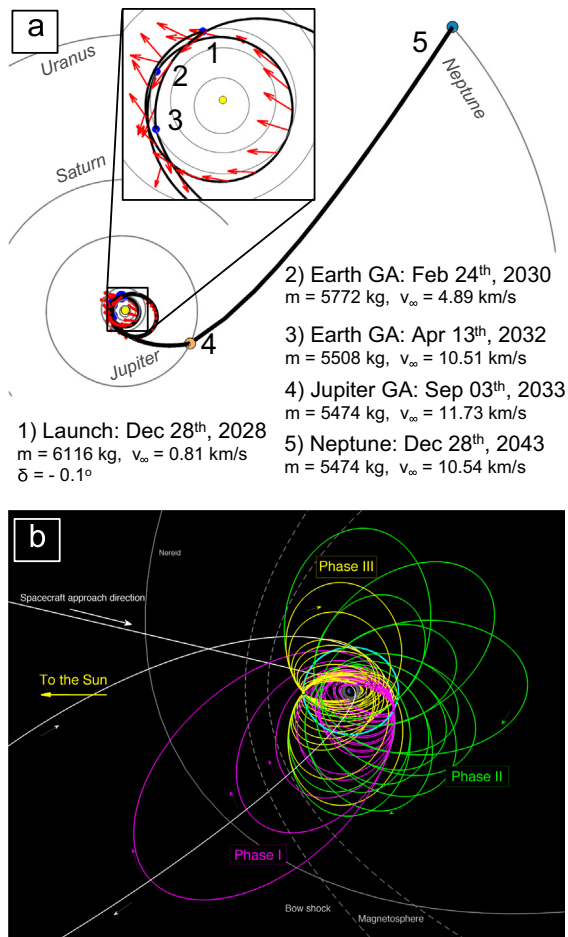 a
Uranus
Saturn
Jupiter
Neptune
1
2
3
4
5
2) Earth GA: Feb 24th, 2030
m = 5772 kg, v∞ = 4.89 km/s
3) Earth GA: Apr 13th, 2032
m = 5508 kg, v∞ = 10.51 km/s
4) Jupiter GA: Sep 03th, 2033
m = 5474 kg, v∞ = 11.73 km/s
5) Neptune: Dec 28th, 2043
m = 5474 kg, v∞ = 10.54 km/s
1) Launch: Dec 28th, 2028
m = 6116 kg, v∞ = 0.81 km/s
δ = - 0.1º
b
Nereid
Phase III
Spacecraft approach direction
To the Sun
Phase II
Phase I
Bow shock
Magnetosphere